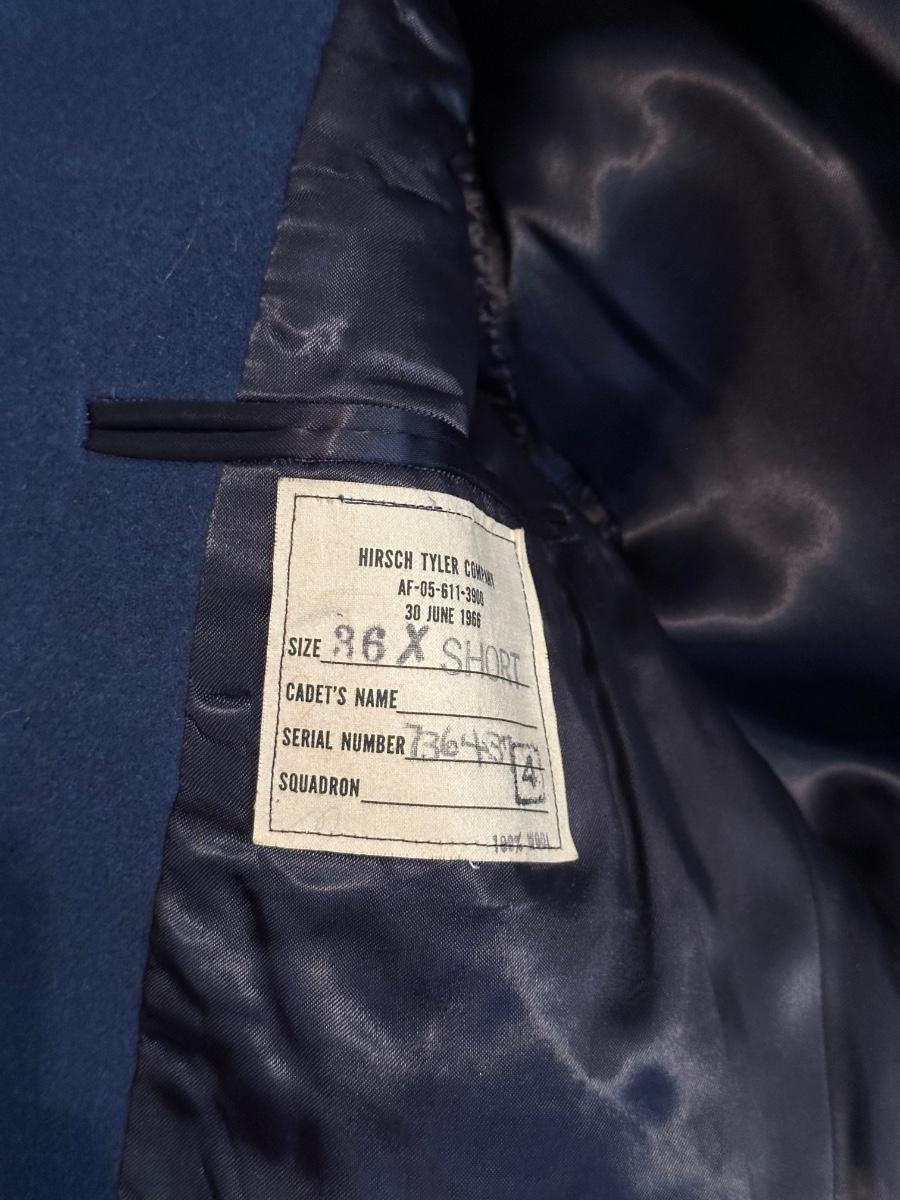 HIRSCH TYLER COMPANY
AF-05-611-3900
30 JUNE 1966
SIZE 36 X SHORT
CADET'S NAME
SERIAL NUMBER
4
SQUADRON
100% WOOL